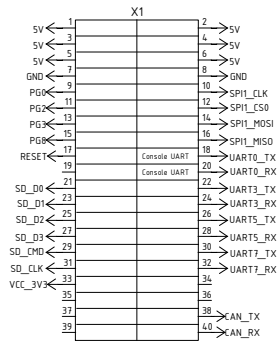 X1
5V 1 2 5V
5V 3 4 5V
5V 5 6 5V
GND 7 8 GND
PG0 9 10 SPI1_CLK
PG2 11 12 SPI1_CS0
PG3 13 14 SPI1_MOSI
PG8 15 16 SPI1_MISO
RESET 17 Console UART 18 UART0_TX
19 Console UART 20 UART0_RX
SD_D0 21 22 UART3_TX
SD_D1 23 24 UART3_RX
SD_D2 25 26 UART5_TX
SD_D3 27 28 UART5_RX
SD_CMD 29 30 UART7_TX
SD_CLK 31 32 UART7_RX
VCC_3V3 33 34
35 36
37 38 CAN_TX
39 40 CAN_RX